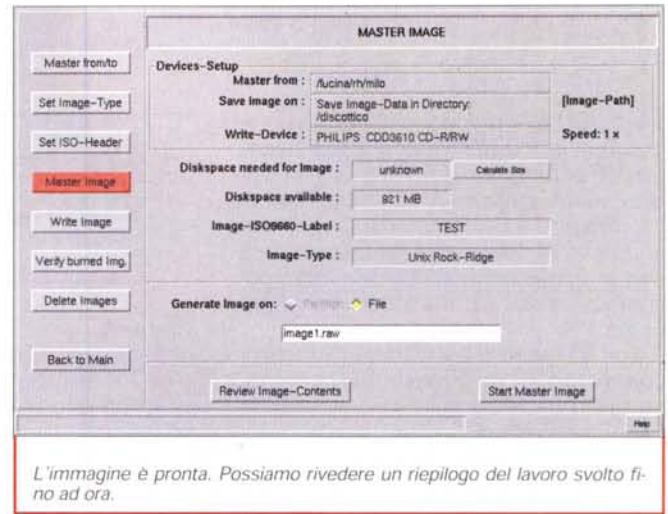 MASTER IMAGE
Master from/to
Set Image-Type
Set ISO-Header
Master Image
Write Image
Verify burned Img.
Delete Images
Back to Main
Devices-Setup
Master from : /lucina/rh/milo
Save Image on : Save Image-Data in Directory: [Image-Path]
/discottico
Write-Device : PHILIPS CDD3610 CD-R/RW Speed: 1 x
Diskspace needed for Image : unknown Calculate Size
Diskspace available : 821 MB
Image-ISO9660-Label : TEST
Image-Type : Unix Rock-Ridge
Generate Image on: Partition File
image1.raw
Review Image-Contents Start Master Image
Help
L'immagine è pronta. Possiamo rivedere un riepilogo del lavoro svolto fi-
no ad ora.